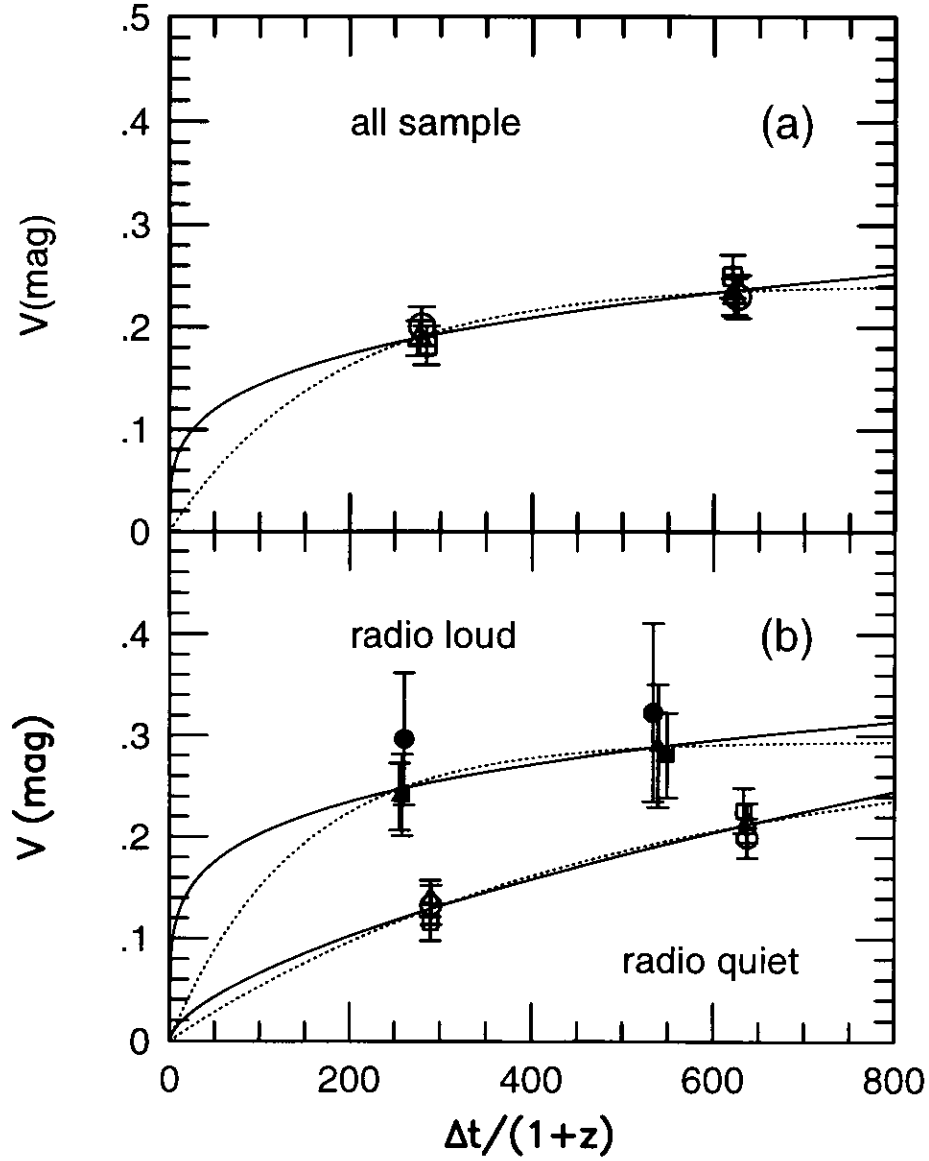 .5
.4
.3
.2
.1
0
V(mag)
all sample
(a)
.4
.3
.2
.1
0
V (mag)
radio loud
(b)
radio quiet
0
200
400
600
800
Δt/(1+z)